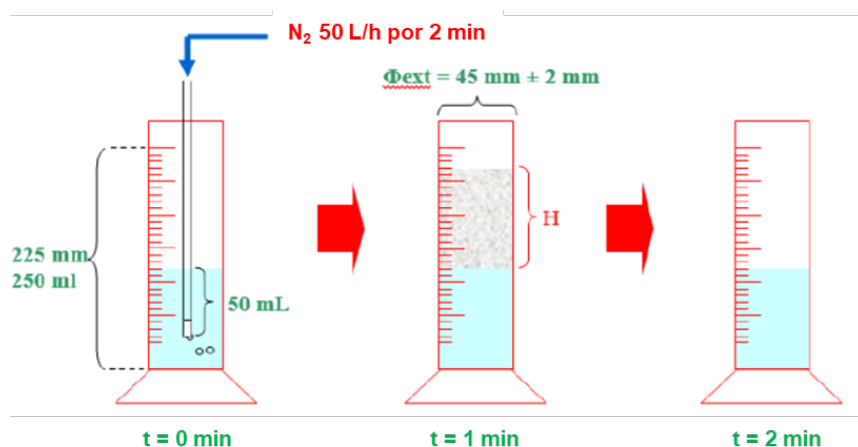 N₂ 50 L/h por 2 min
Φext = 45 mm ± 2 mm
225 mm
250 ml
50 mL
H
t = 0 min
t = 1 min
t = 2 min